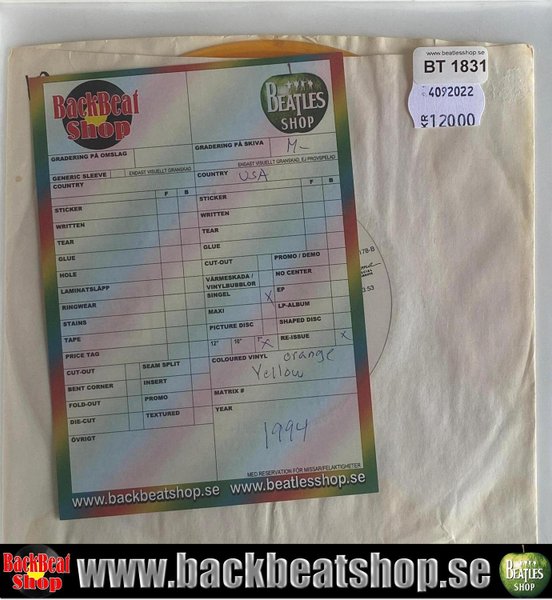 www.beatlesshop.se
BT 1831
4092022
12000
BackBeat
Shop
BEATLES
SHOP
GRADERING PÅ OMSLAG
GRADERING PÅ SKIVA
M-
GENERIC SLEEVE
ENDAST VISUELLT GRANSKAD
ENDAST VISUELLT GRANSKAD, EJ PROVSPELAD
COUNTRY
COUNTRY USA
F B
F B
STICKER
STICKER
WRITTEN
WRITTEN
TEAR
TEAR
GLUE
GLUE
HOLE
CUT-OUT
PROMO / DEMO
LAMINATSLÄPP
VÄRMESKADA /
VINYLBUBBLOR
NO CENTER
RINGWEAR
SINGEL X
EP
STAINS
MAXI
LP-ALBUM
TAPE
PICTURE DISC
SHAPED DISC
PRICE TAG
12" 10" 7" X
RE-ISSUE X
CUT-OUT
SEAM SPLIT
COLOURED VINYL orange
Yellow
BENT CORNER
INSERT
FOLD-OUT
PROMO
MATRIX #
DIE-CUT
TEXTURED
YEAR
ÖVRIGT
1994
MED RESERVATION FÖR MISSAR/FELAKTIGHETER
www.backbeatshop.se
www.beatlesshop.se
178-B
3.53
BackBeat
Shop
www.backbeatshop.se
BEATLES
SHOP